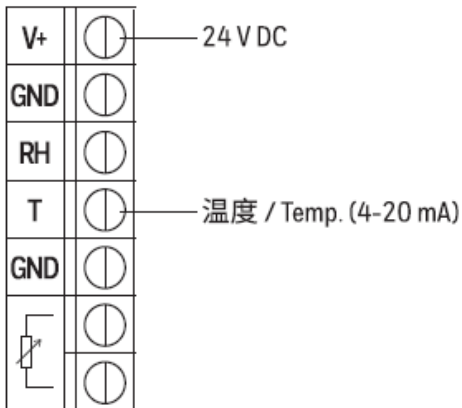 V+ 24 V DC
GND
RH
T 温度 / Temp. (4-20 mA)
GND